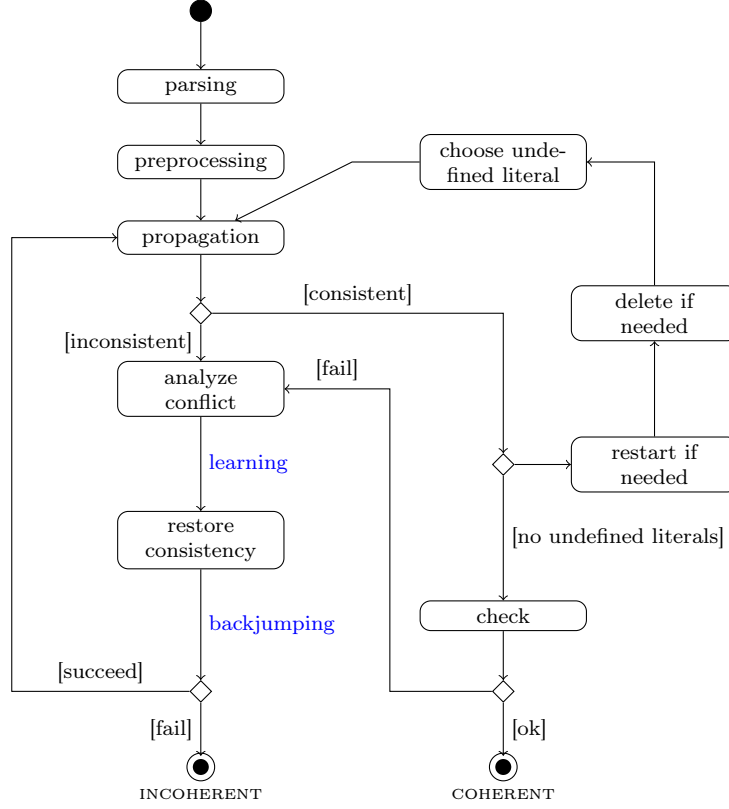 parsing
preprocessing
choose unde-
fined literal
propagation
[consistent]
delete if
needed
[inconsistent]
analyze
conflict
[fail]
learning
restart if
needed
restore
consistency
[no undefined literals]
check
backjumping
[succeed]
[fail]
[ok]
INCOHERENT
COHERENT